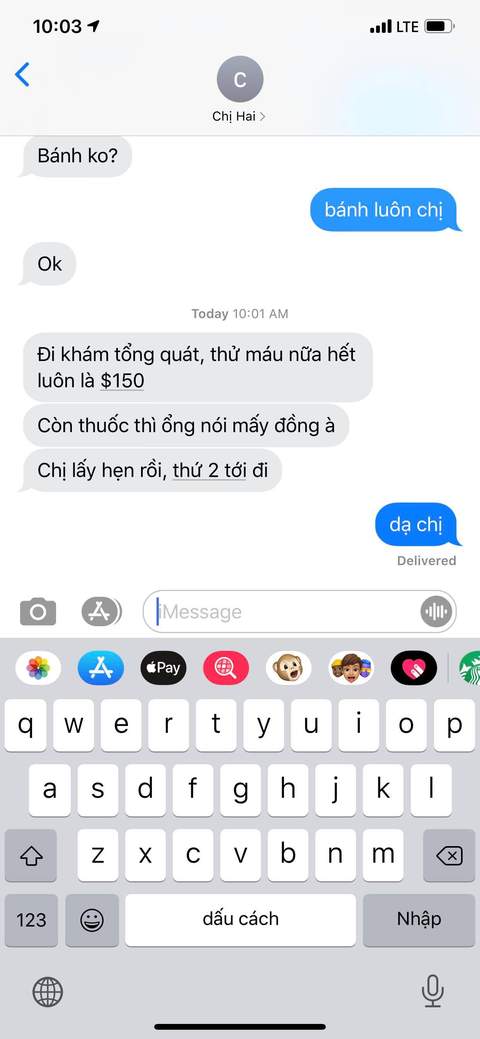 10:03
LTE
C
Chị Hai
Bánh ko?
bánh luôn chị
Ok
Today 10:01 AM
Đi khám tổng quát, thử máu nữa hết
luôn là $150
Còn thuốc thì ổng nói mấy đồng à
Chị lấy hẹn rồi, thứ 2 tới đi
dạ chị
Delivered
iMessage
Pay
q w e r t y u i o p
a s d f g h j k l
z x c v b n m
123
dấu cách
Nhập